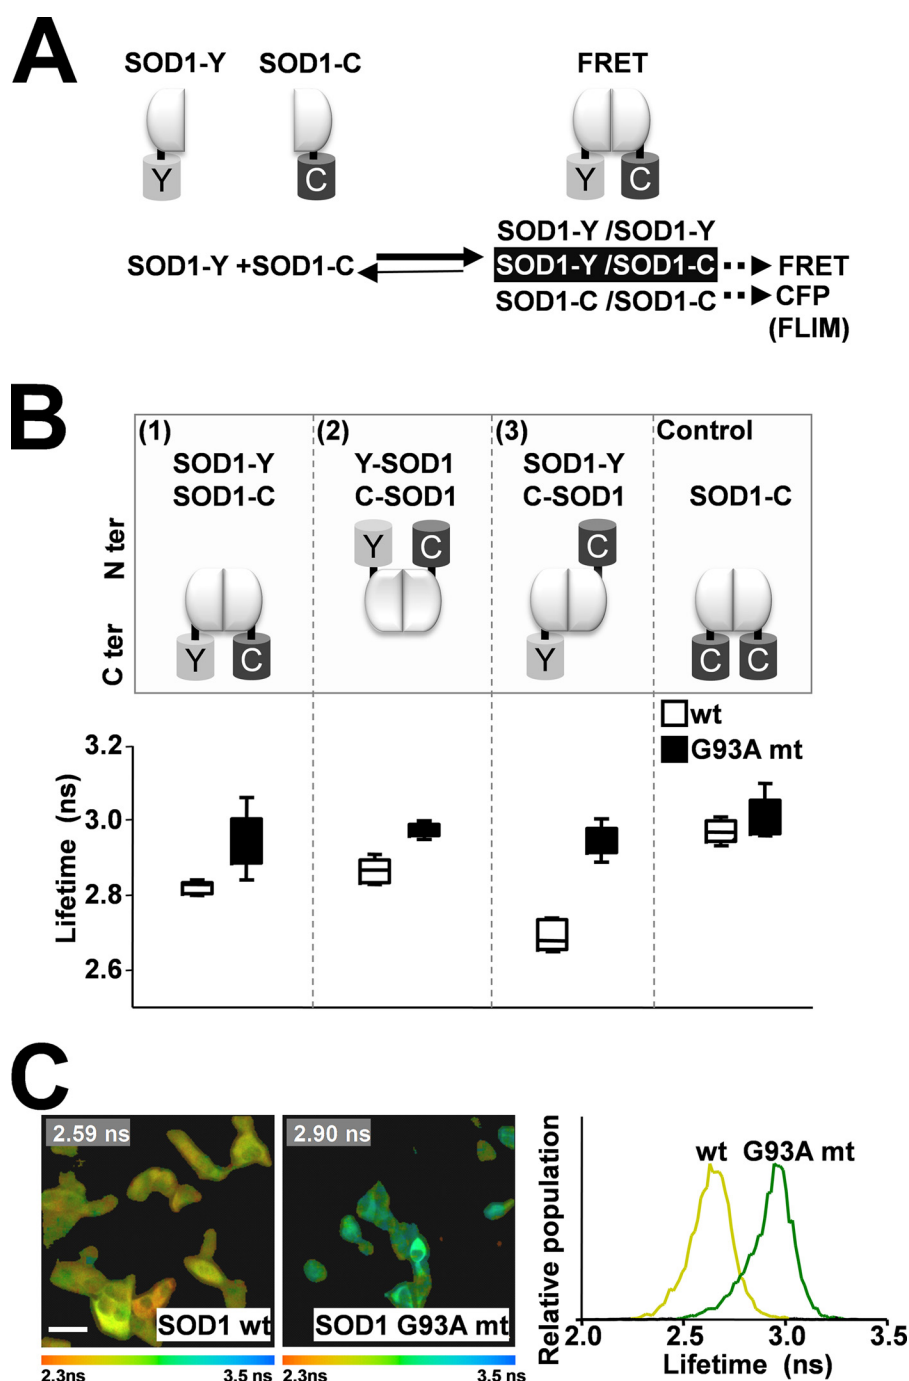 A
SOD1-Y SOD1-C FRET
Y C Y C
SOD1-Y /SOD1-Y
SOD1-Y +SOD1-C SOD1-Y /SOD1-C FRET
SOD1-C /SOD1-C CFP
(FLIM)
B
(1) (2) (3) Control
SOD1-Y Y-SOD1 SOD1-Y
SOD1-C C-SOD1 C-SOD1 SOD1-C
N ter
C ter
Y C C
Y C Y C C
wt
G93A mt
Lifetime (ns)
3.2
3.0
2.8
2.6
C
2.59 ns 2.90 ns
SOD1 wt SOD1 G93A mt
2.3ns 3.5 ns 2.3ns 3.5 ns
Relative population
wt G93A mt
2.0 2.5 3.0 3.5
Lifetime (ns)